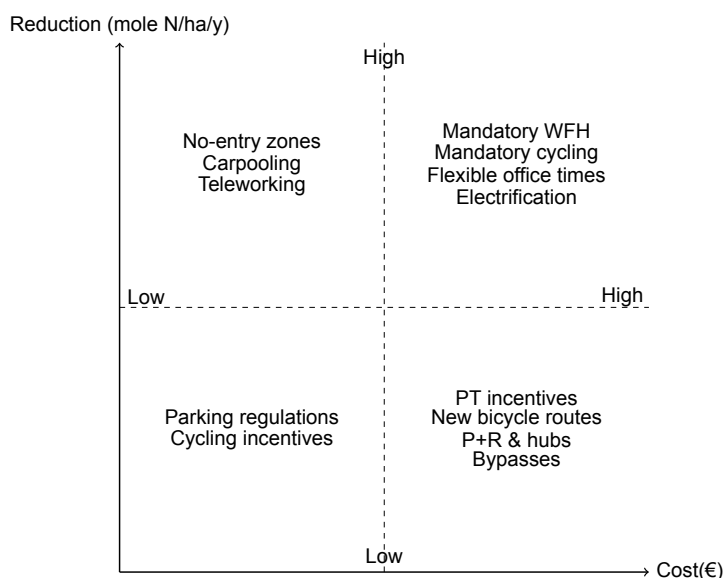 Reduction (mole N/ha/y)
High
No-entry zones
Carpooling
Teleworking
Mandatory WFH
Mandatory cycling
Flexible office times
Electrification
Low
High
Parking regulations
Cycling incentives
PT incentives
New bicycle routes
P+R & hubs
Bypasses
Low
Cost(€)